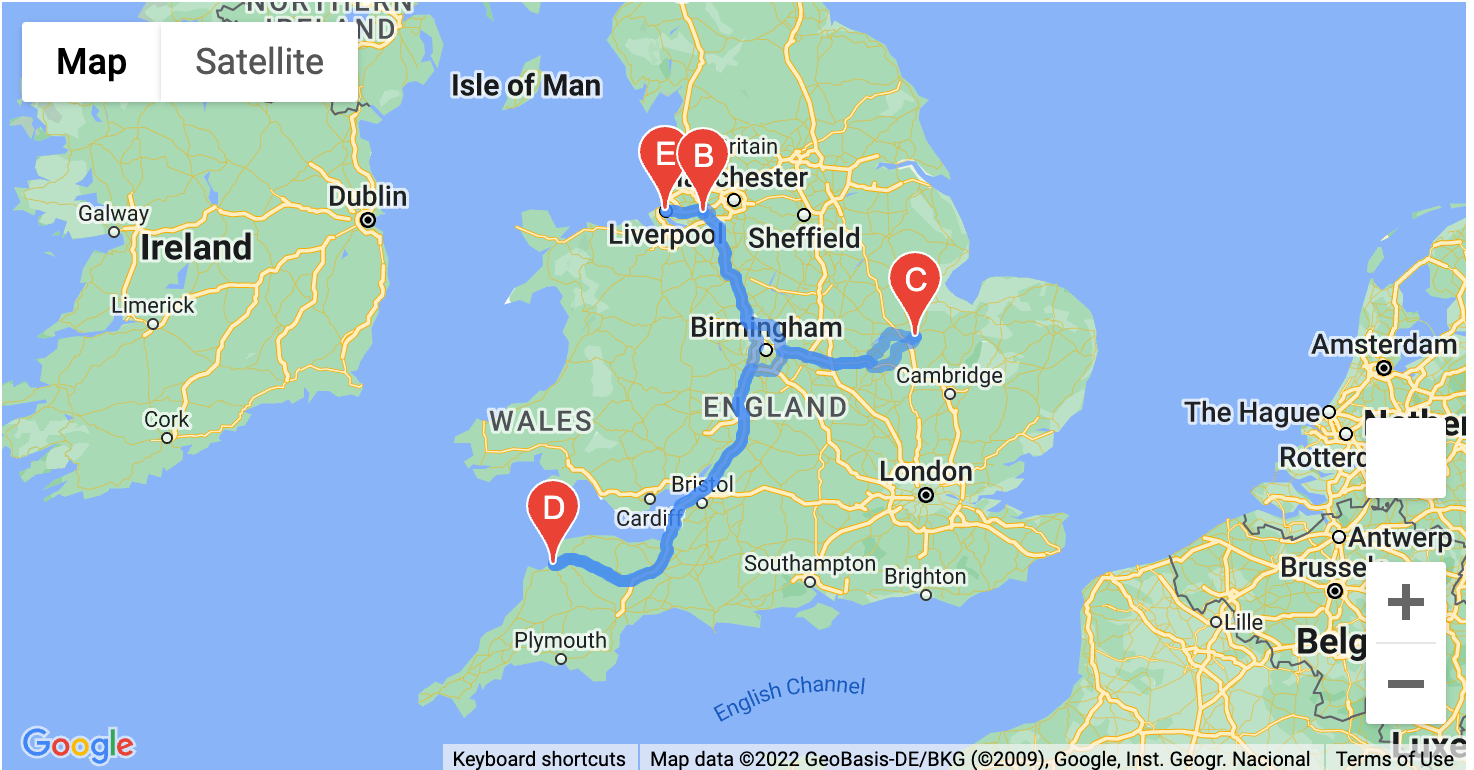 NORTHERN
IRELAND
Map
Satellite
Isle of Man
E
B
Britain
Manchester
Dublin
Galway
Liverpool
Sheffield
Ireland
C
Limerick
Birmingham
Amsterdam
Cambridge
ENGLAND
The Hague
Nether
WALES
Cork
Rotterd
London
Bristol
D
Cardiff
Antwerp
Southampton
Brighton
Brussels
Lille
Plymouth
Belg
English Channel
Google
Luxe
Keyboard shortcuts
Map data ©2022 GeoBasis-DE/BKG (©2009), Google, Inst. Geogr. Nacional
Terms of Use